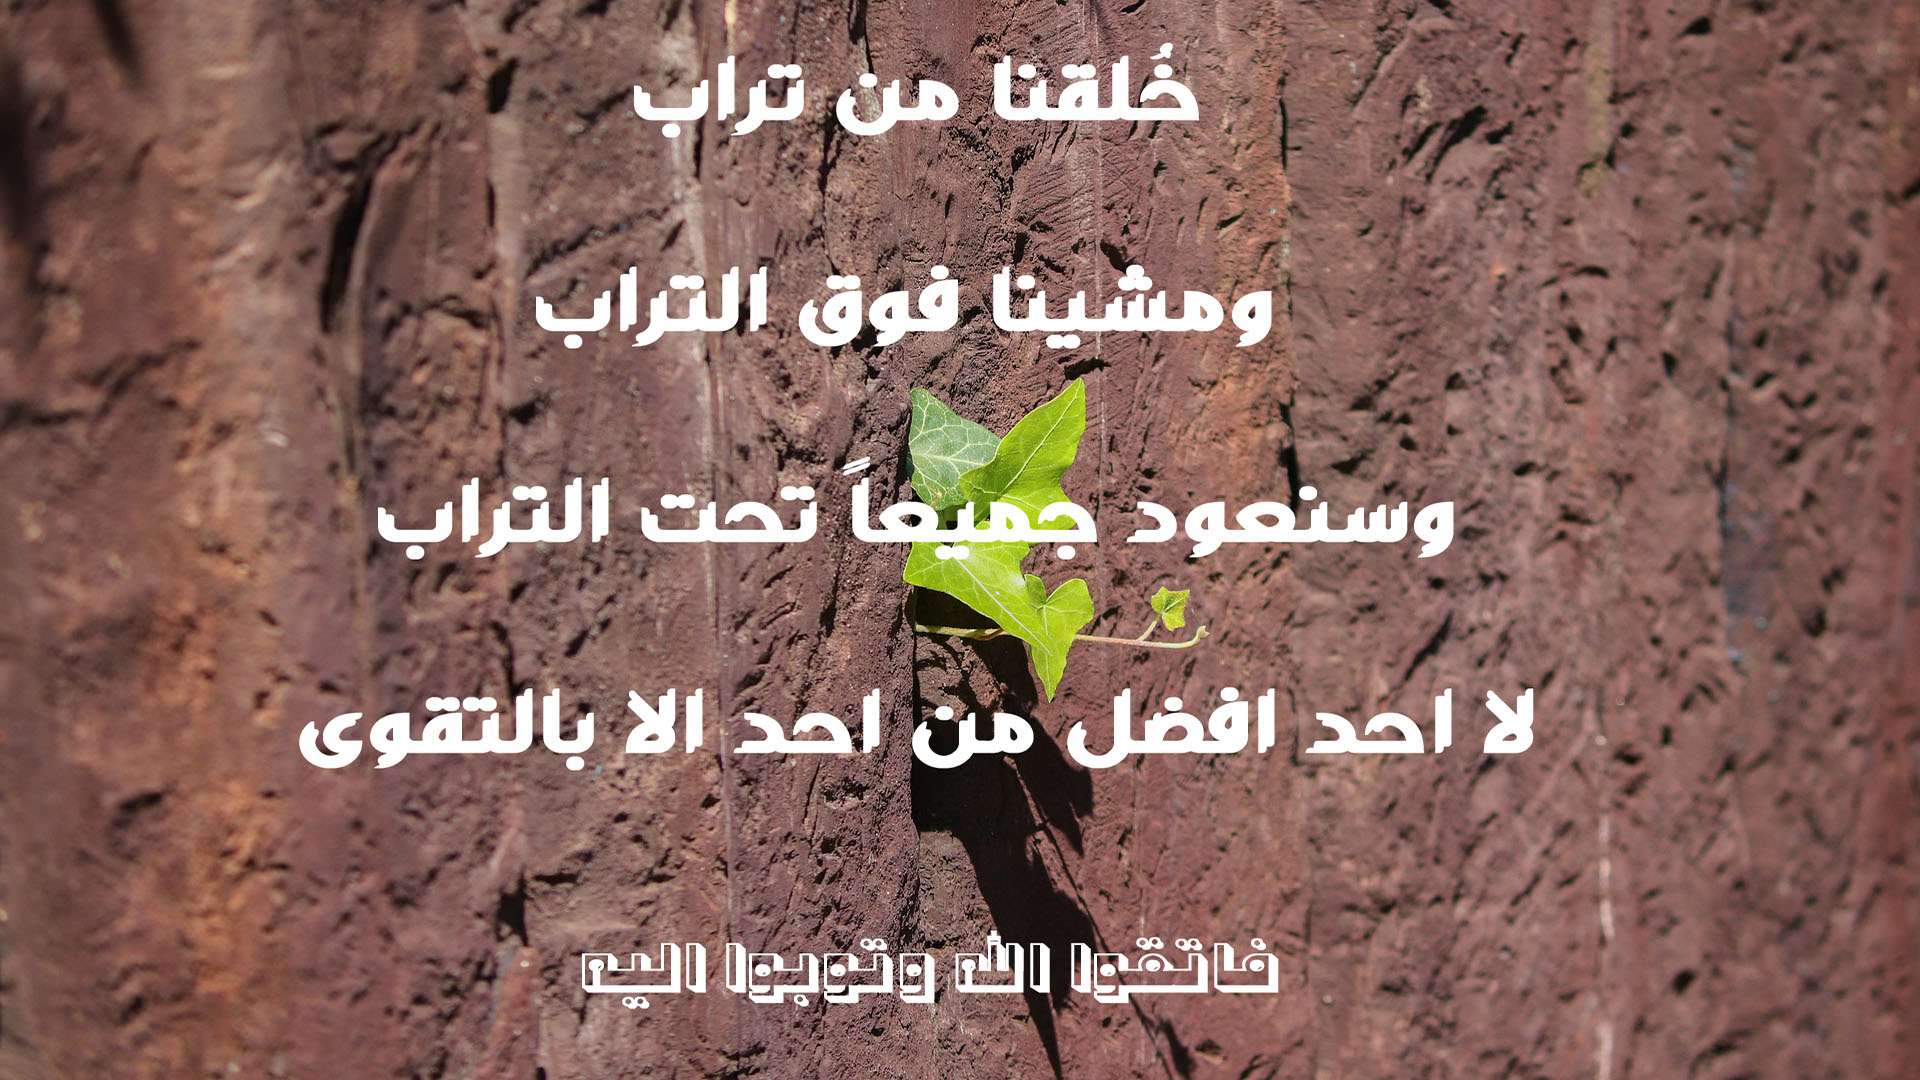 خُلقنا من تراب
ومشينا فوق التراب
وسنعود جميعاً تحت التراب
لا احد افضل من احد الا بالتقوى
فاتقوا الله وتوبوا اليه